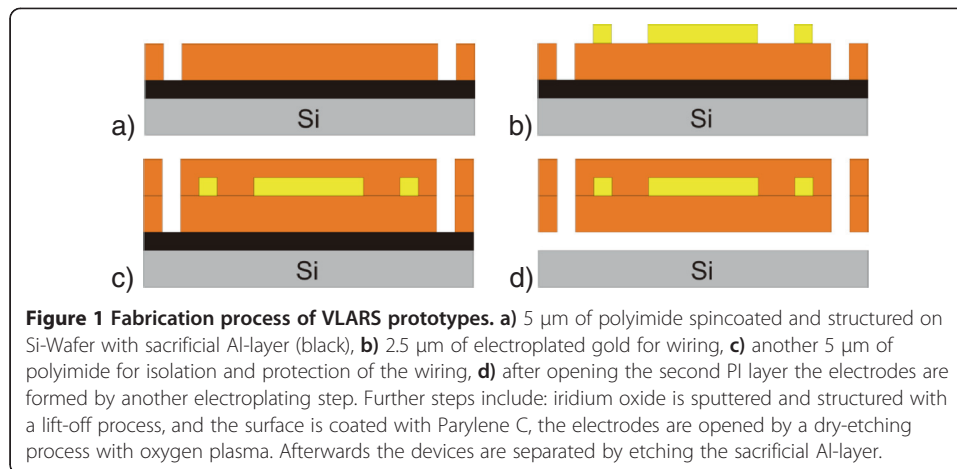 a)
Si
b)
Si
c)
Si
d)
Si
Figure 1 Fabrication process of VLARS prototypes. a) 5 μm of polyimide spincoated and structured on
Si-Wafer with sacrificial Al-layer (black), b) 2.5 μm of electroplated gold for wiring, c) another 5 μm of
polyimide for isolation and protection of the wiring, d) after opening the second PI layer the electrodes are
formed by another electroplating step. Further steps include: iridium oxide is sputtered and structured with
a lift-off process, and the surface is coated with Parylene C, the electrodes are opened by a dry-etching
process with oxygen plasma. Afterwards the devices are separated by etching the sacrificial Al-layer.